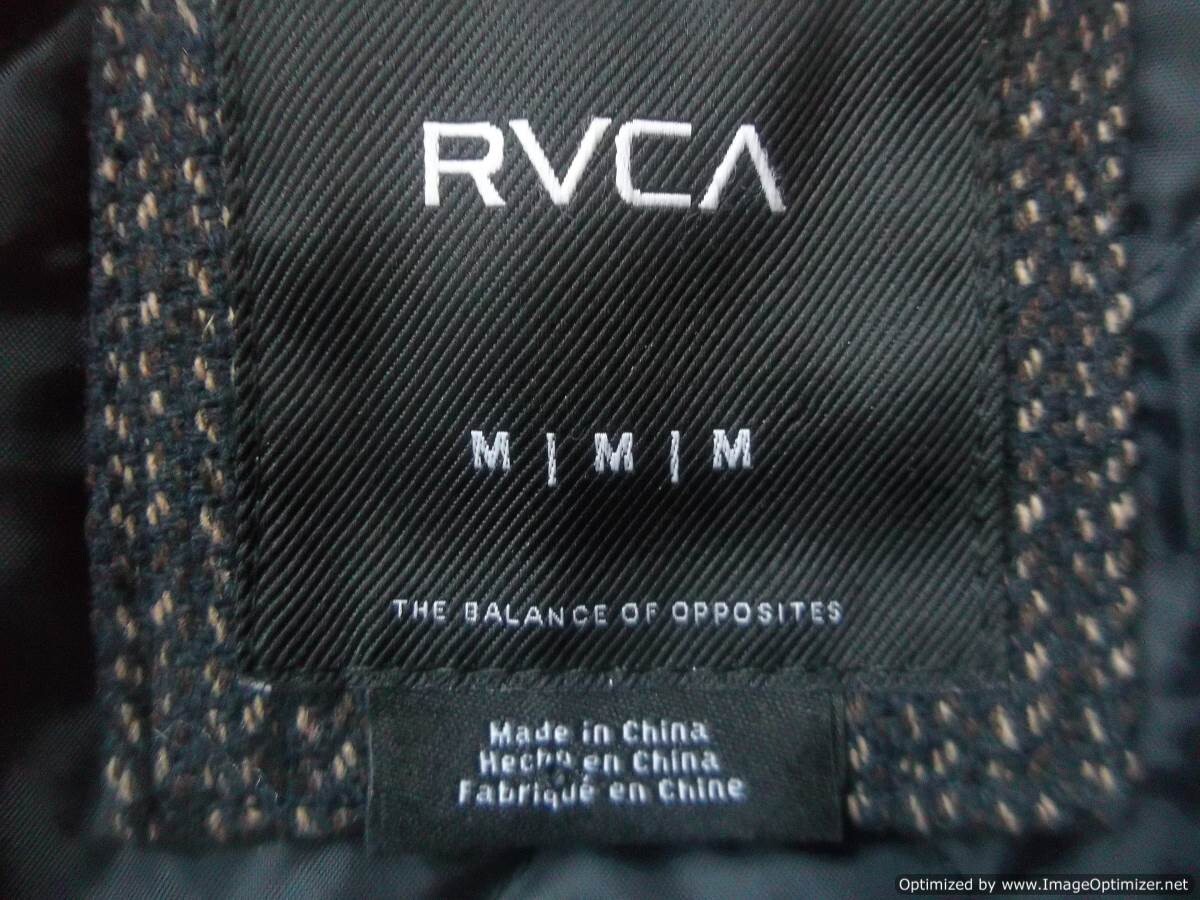 RVCA
M | M | M
THE BALANCE OF OPPOSITES
Made in China
Hecho en China
Fabriqué en Chine
Optimized by www.ImageOptimizer.net